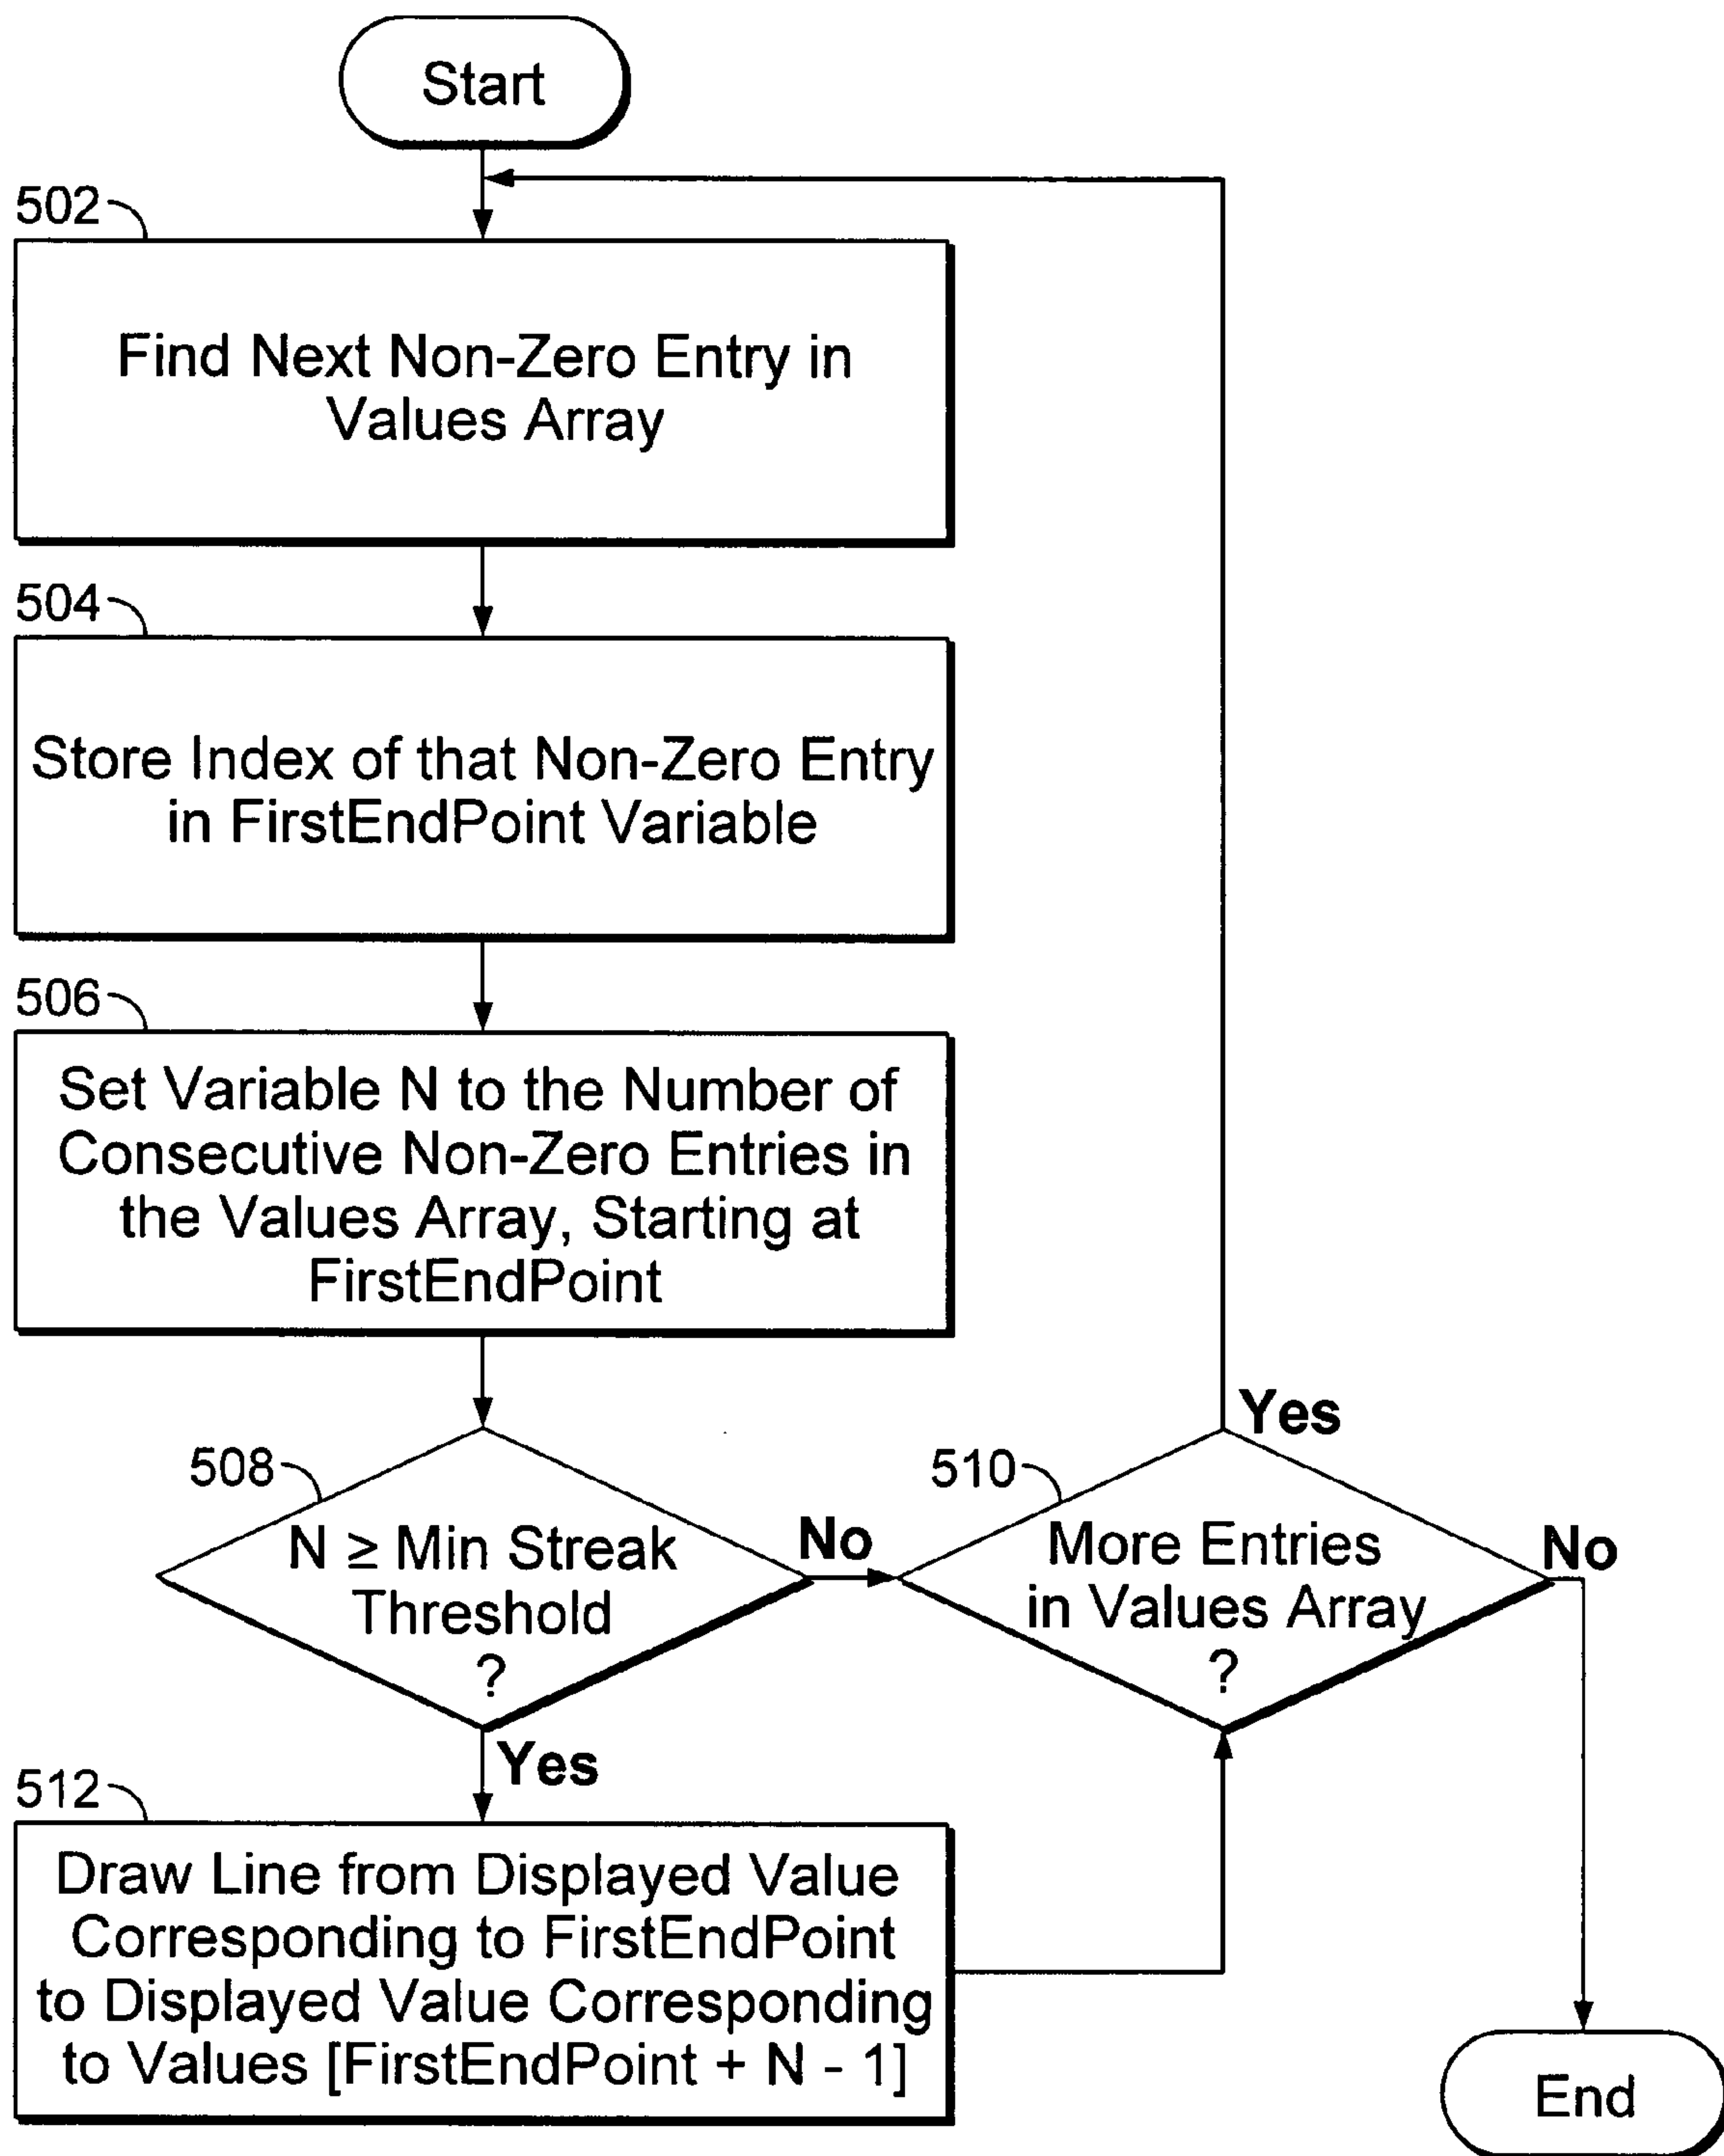 Start
502
Find Next Non-Zero Entry in
Values Array
504
Store Index of that Non-Zero Entry
in FirstEndPoint Variable
506
Set Variable N to the Number of
Consecutive Non-Zero Entries in
the Values Array, Starting at
FirstEndPoint
508
N ≥ Min Streak
Threshold
?
No
Yes
510
More Entries
in Values Array
?
Yes
No
512
Draw Line from Displayed Value
Corresponding to FirstEndPoint
to Displayed Value Corresponding
to Values [FirstEndPoint + N - 1]
End